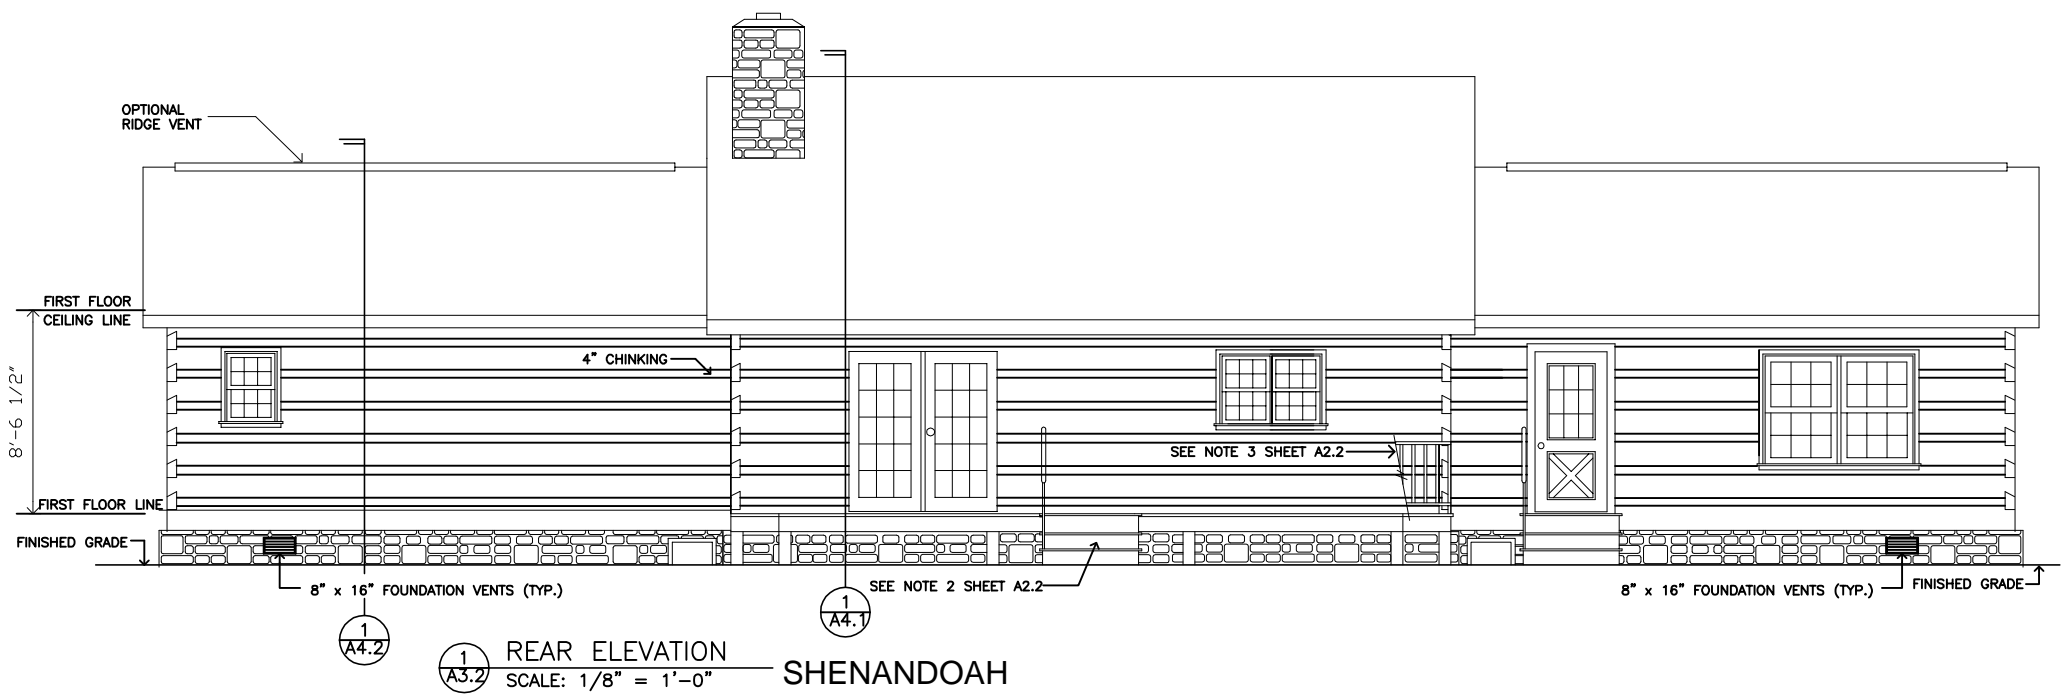 OPTIONAL
RIDGE VENT
FIRST FLOOR
CEILING LINE
8'-6 1/2"
4" CHINKING
SEE NOTE 3 SHEET A2.2
FIRST FLOOR LINE
FINISHED GRADE
8" x 16" FOUNDATION VENTS (TYP.)
SEE NOTE 2 SHEET A2.2
8" x 16" FOUNDATION VENTS (TYP.)
FINISHED GRADE
1
A4.2
1
A4.1
1
A3.2
REAR ELEVATION
SCALE: 1/8" = 1'-0"
SHENANDOAH